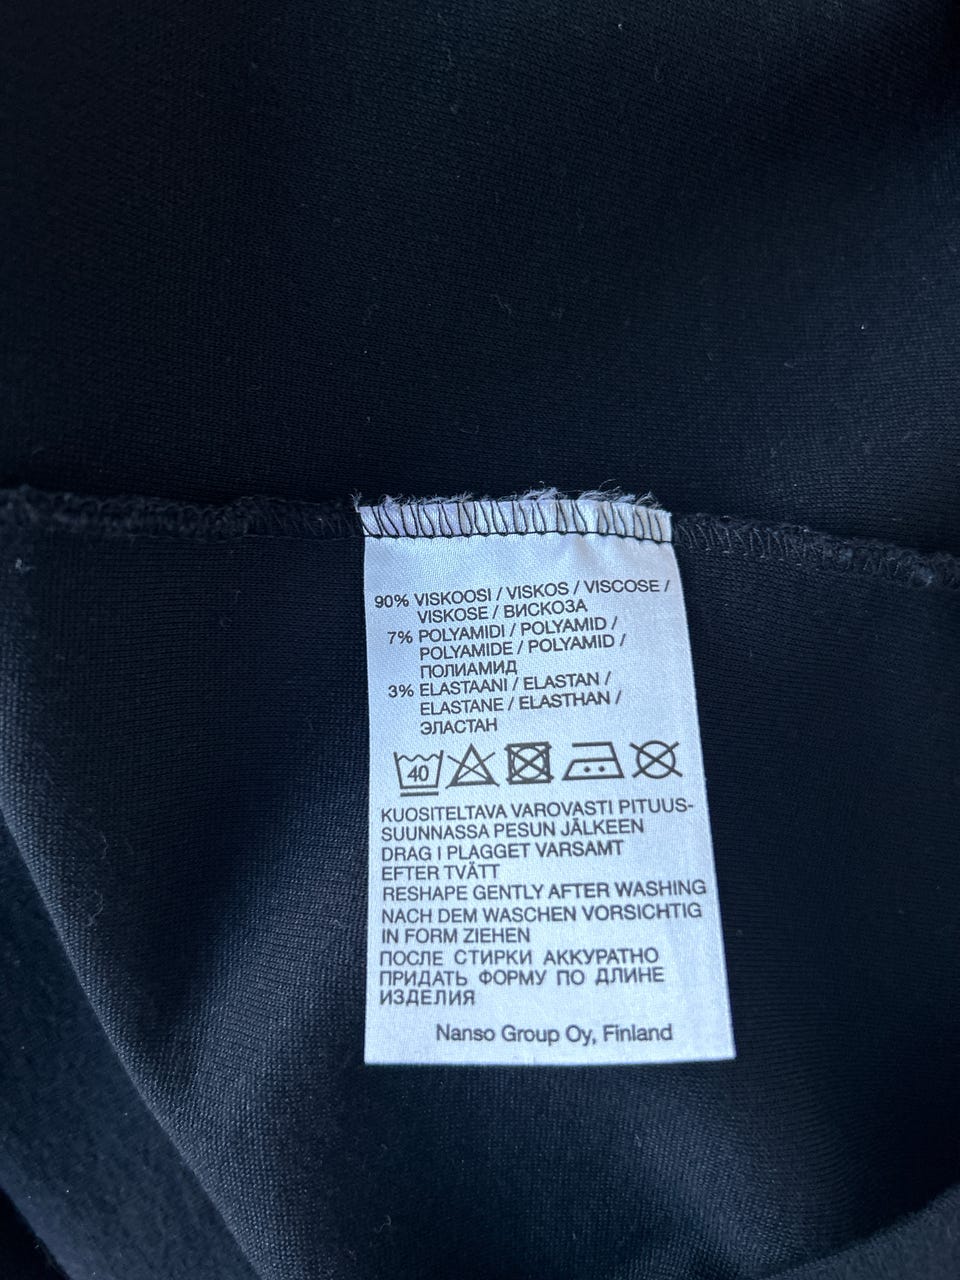 90% VISKOOSI / VISKOS / VISCOSE /
VISKOSE / ВИСКОЗА
7% POLYAMIDI / POLYAMID /
POLYAMIDE / POLYAMID /
ПОЛИАМИД
3% ELASTAANI / ELASTAN /
ELASTANE / ELASTHAN /
ЭЛАСТАН
40
KUOSITELTAVA VAROVASTI PITUUS-
SUUNNASSA PESUN JÄLKEEN
DRAG I PLAGGET VARSAMT
EFTER TVÄTT
RESHAPE GENTLY AFTER WASHING
NACH DEM WASCHEN VORSICHTIG
IN FORM ZIEHEN
ПОСЛЕ СТИРКИ АККУРАТНО
ПРИДАТЬ ФОРМУ ПО ДЛИНЕ
ИЗДЕЛИЯ
Nanso Group Oy, Finland